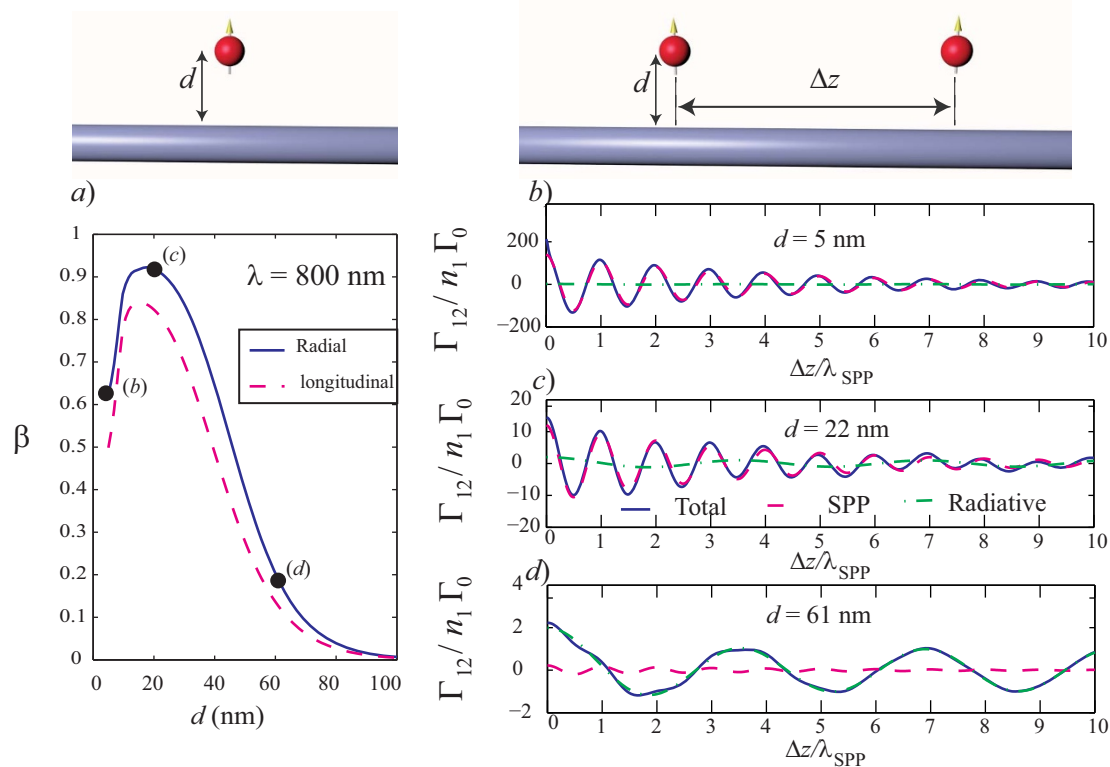 d
d
Δz
a)
1
0.9
0.8
0.7
0.6
0.5
0.4
0.3
0.2
0.1
0
β
(c)
λ = 800 nm
Radial
longitudinal
(b)
(d)
0 20 40 60 80 100
d (nm)
b)
Γ12/ n1 Γ0
200
0
−200
d = 5 nm
0 1 2 3 4 5 6 7 8 9 10
Δz/λSPP
c)
Γ12/ n1 Γ0
20
10
0
−10
−20
d = 22 nm
Total SPP Radiative
0 1 2 3 4 5 6 7 8 9 10
Δz/λSPP
d)
Γ12/ n1 Γ0
4
2
0
−2
d = 61 nm
0 1 2 3 4 5 6 7 8 9 10
Δz/λSPP